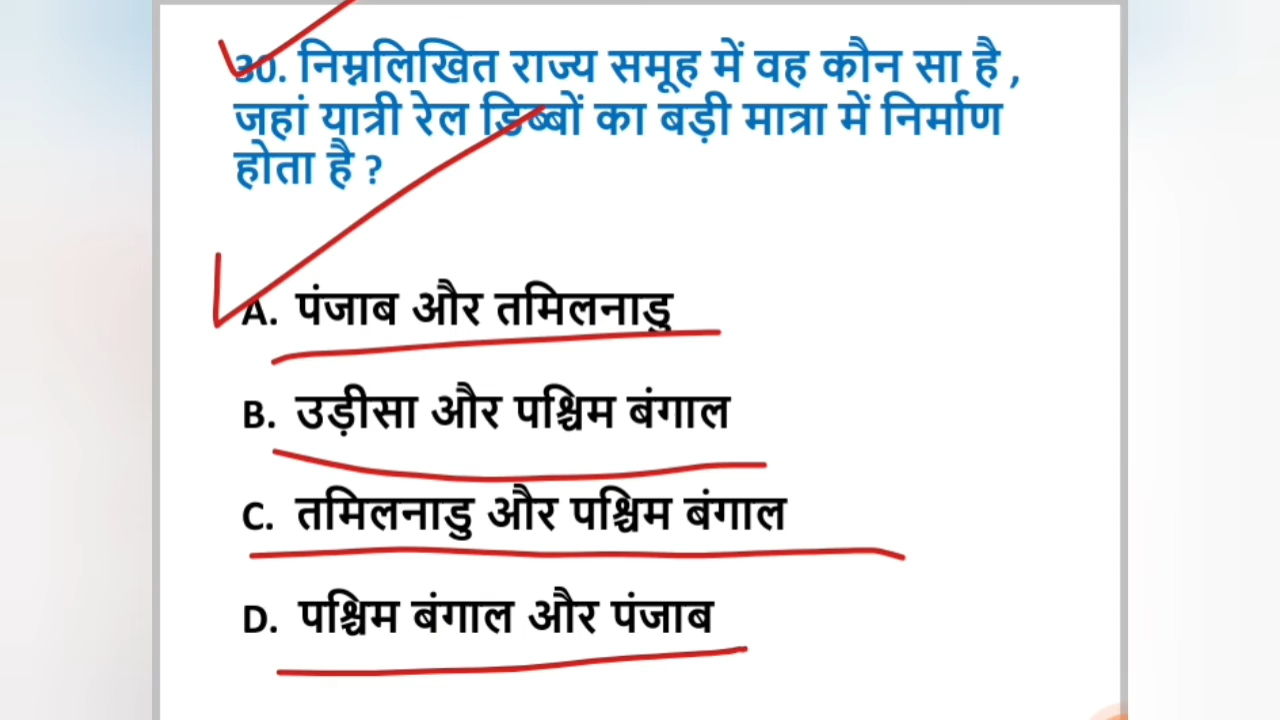 30. निम्नलिखित राज्य समूह में वह कौन सा है ,
जहां यात्री रेल डिब्बों का बड़ी मात्रा में निर्माण
होता है ?
A. पंजाब और तमिलनाडु
B. उड़ीसा और पश्चिम बंगाल
C. तमिलनाडु और पश्चिम बंगाल
D. पश्चिम बंगाल और पंजाब